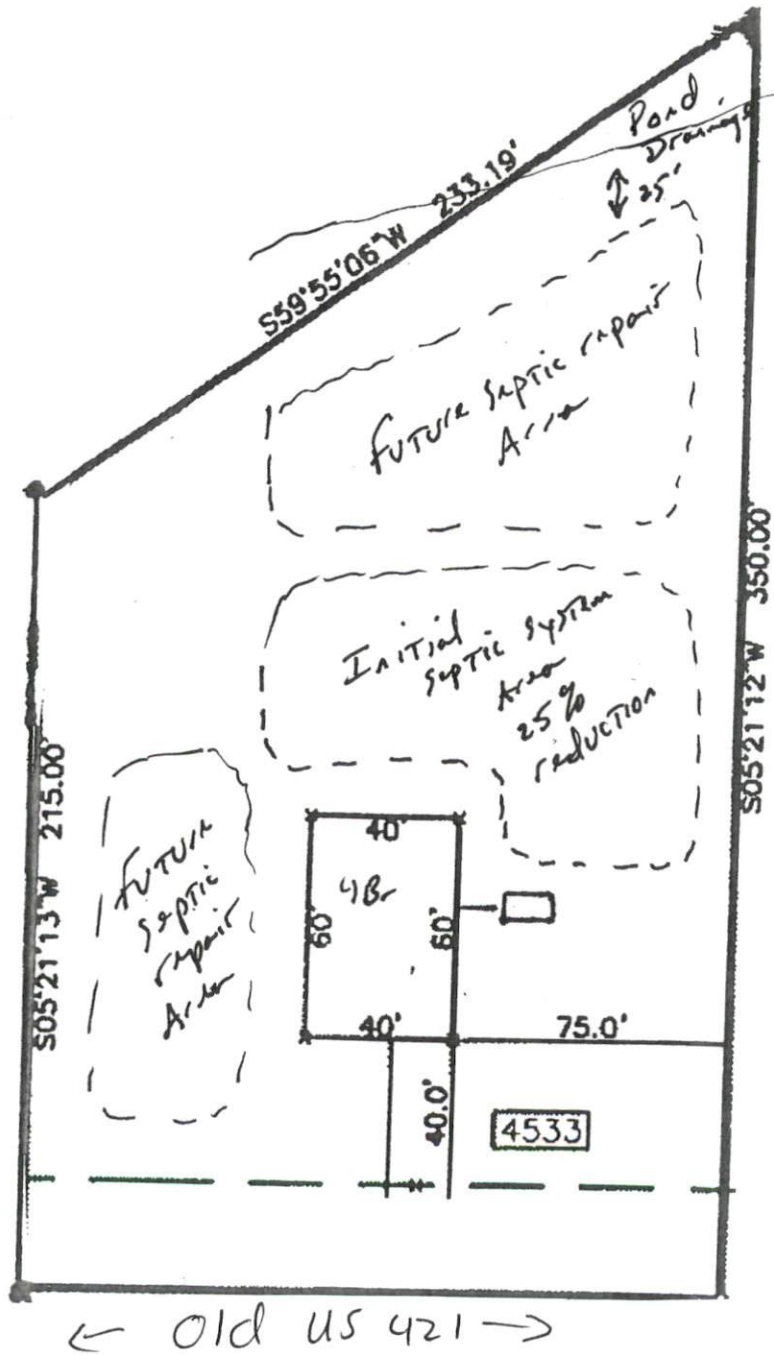 Pond
Drainage
25'
233.19'
S59°55'06"W
Future Septic repair
Area
350.00'
S05°21'12"W
Initial
Septic System
Area
25%
reduction
215.00'
S05°21'13"W
Future
Septic
repair
Area
40'
4Br
60'
60'
40'
75.0'
40.0'
4533
← Old US 421 →